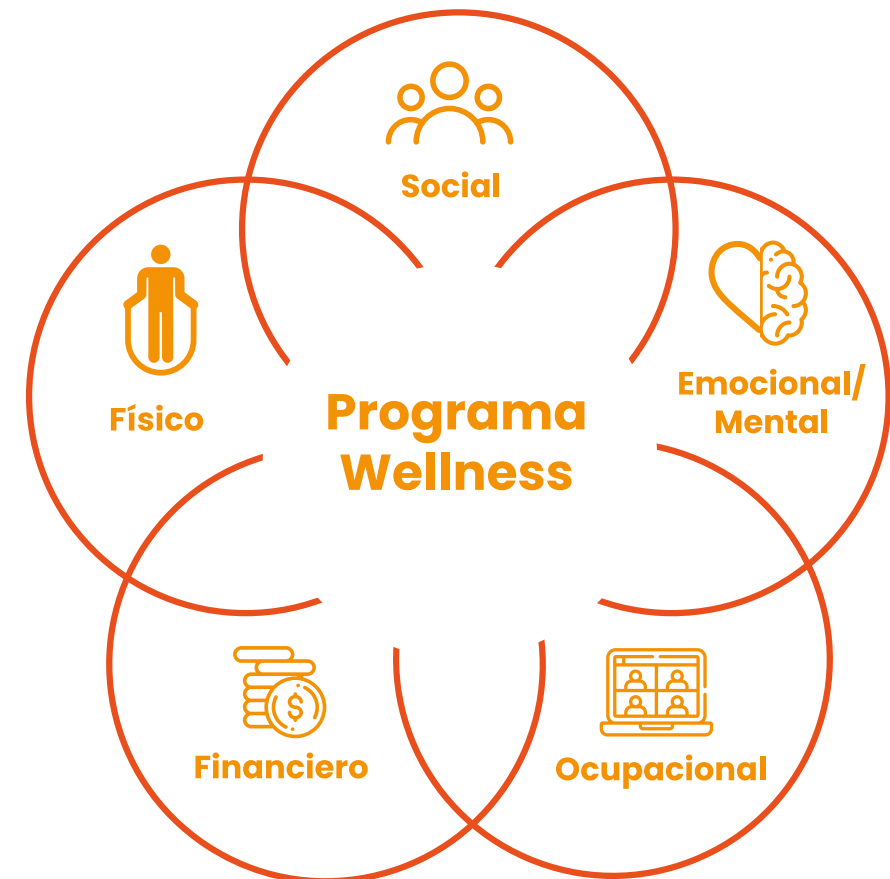 Social
Emocional/
Mental
Físico
Programa
Wellness
Financiero
$
Ocupacional